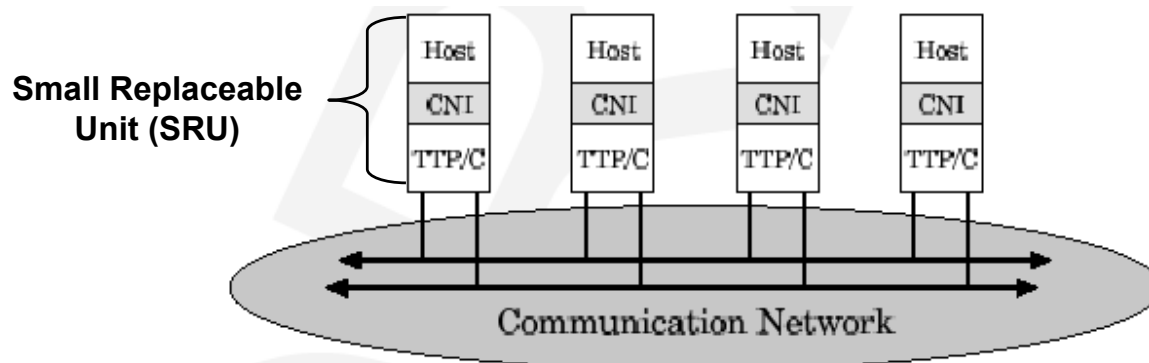 Small Replaceable
Unit (SRU)
Host
CNI
TTP/C
Host
CNI
TTP/C
Host
CNI
TTP/C
Host
CNI
TTP/C
Communication Network